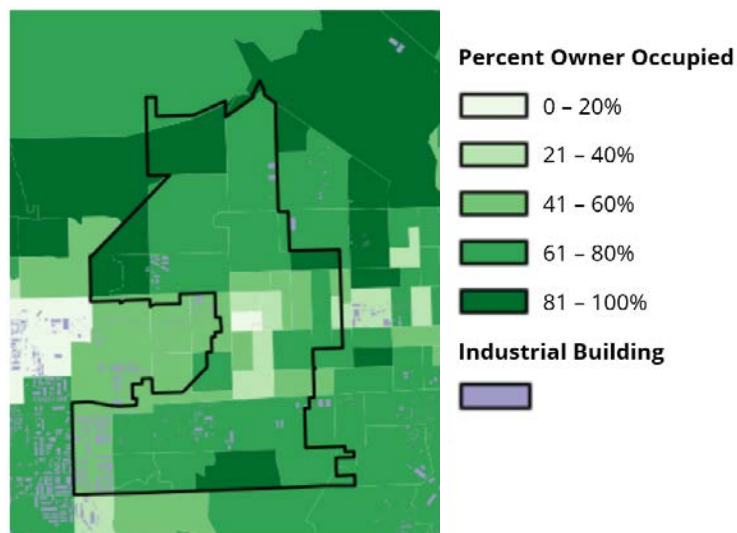 Percent Owner Occupied
0 – 20%
21 – 40%
41 – 60%
61 – 80%
81 – 100%
Industrial Building